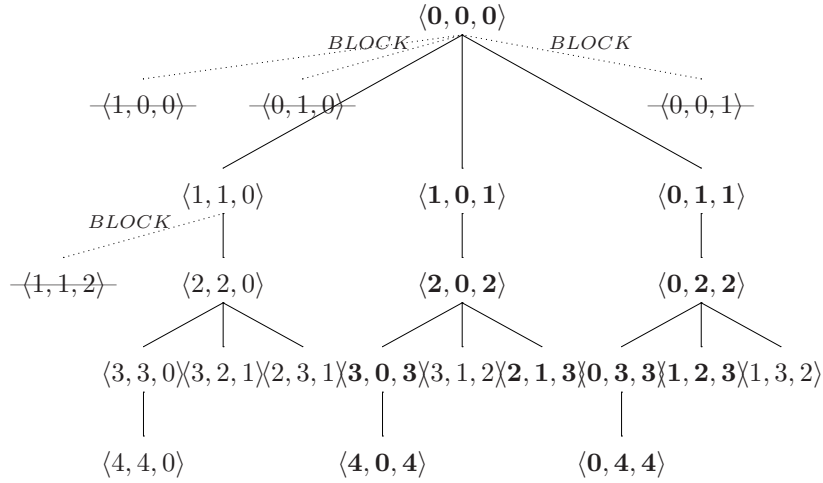 ⟨0, 0, 0⟩
BLOCK BLOCK
⟨1, 0, 0⟩ ⟨0, 1, 0⟩ ⟨0, 0, 1⟩
⟨1, 1, 0⟩ ⟨1, 0, 1⟩ ⟨0, 1, 1⟩
BLOCK
⟨1, 1, 2⟩ ⟨2, 2, 0⟩ ⟨2, 0, 2⟩ ⟨0, 2, 2⟩
⟨3, 3, 0⟩ ⟨3, 2, 1⟩ ⟨2, 3, 1⟩ ⟨3, 0, 3⟩ ⟨3, 1, 2⟩ ⟨2, 1, 3⟩ ⟨0, 3, 3⟩ ⟨1, 2, 3⟩ ⟨1, 3, 2⟩
⟨4, 4, 0⟩ ⟨4, 0, 4⟩ ⟨0, 4, 4⟩